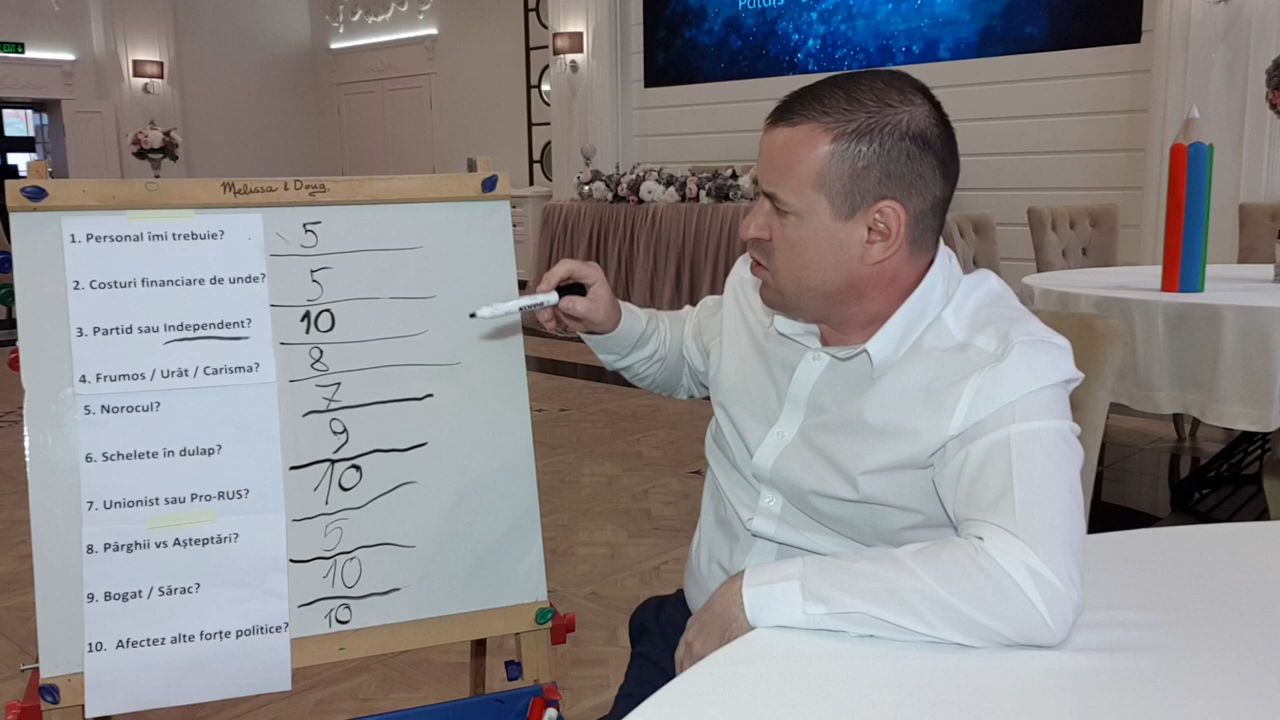 EXIT
Palais
Melissa & Doug.
1. Personal îmi trebuie? 5
2. Costuri financiare de unde? 5
3. Partid sau Independent? 10
4. Frumos / Urât / Carisma? 8
5. Norocul? 7
6. Schelete în dulap? 9
7. Unionist sau Pro-RUS? 10
8. Pârghii vs Așteptări? 5
9. Bogat / Sărac? 10
10. Afectez alte forțe politice? 10